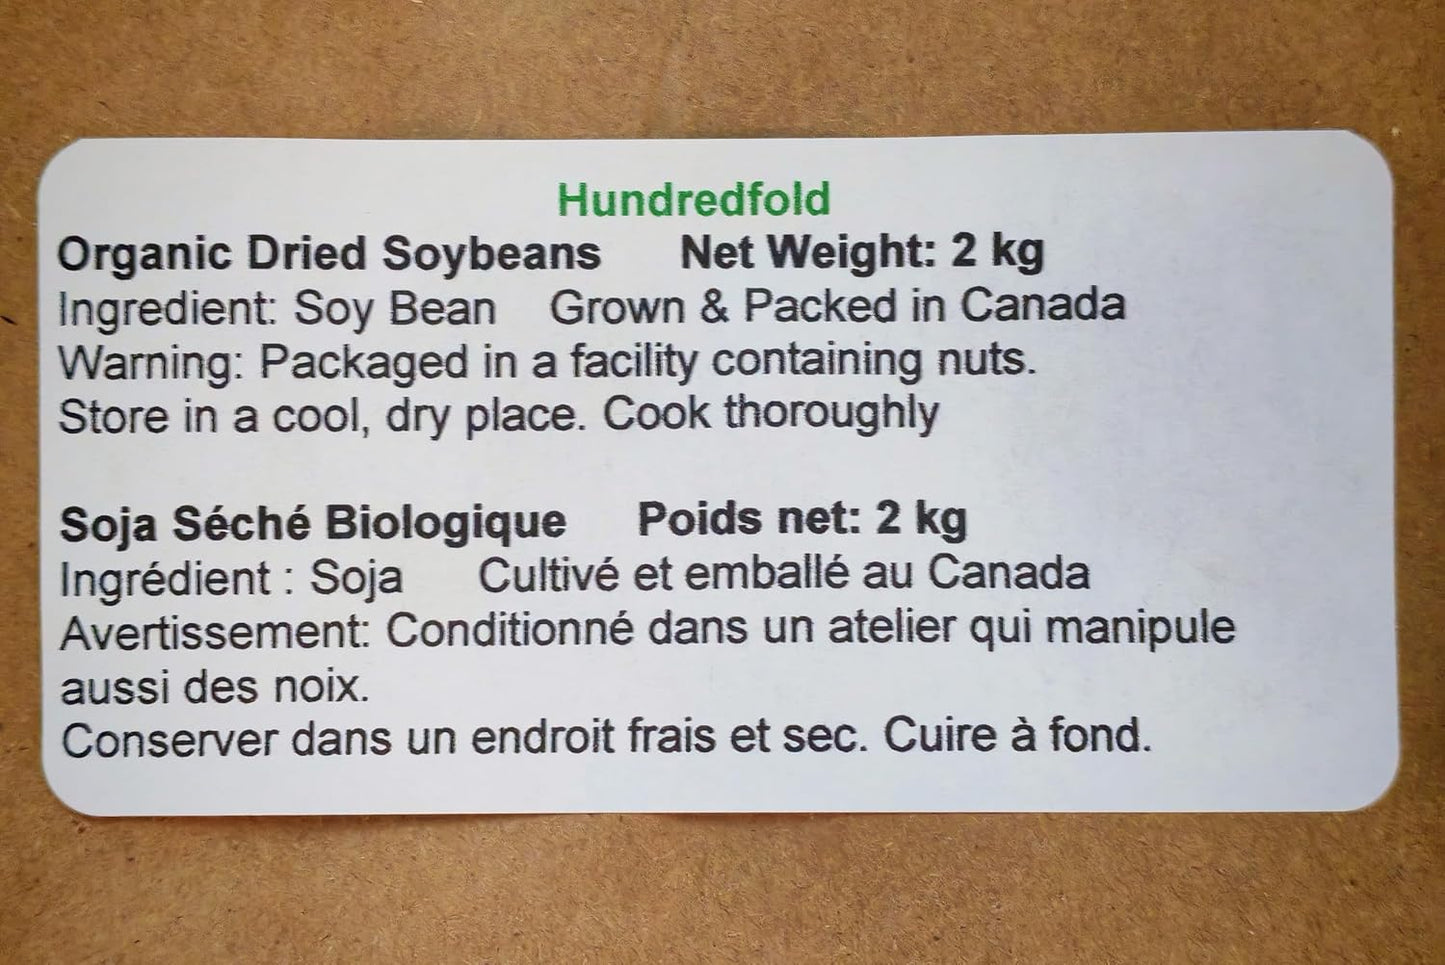 Hundredfold
Organic Dried Soybeans Net Weight: 2 kg
Ingredient: Soy Bean Grown & Packed in Canada
Warning: Packaged in a facility containing nuts.
Store in a cool, dry place. Cook thoroughly
Soja Séché Biologique Poids net: 2 kg
Ingrédient : Soja Cultivé et emballé au Canada
Avertissement: Conditionné dans un atelier qui manipule
aussi des noix.
Conserver dans un endroit frais et sec. Cuire à fond.